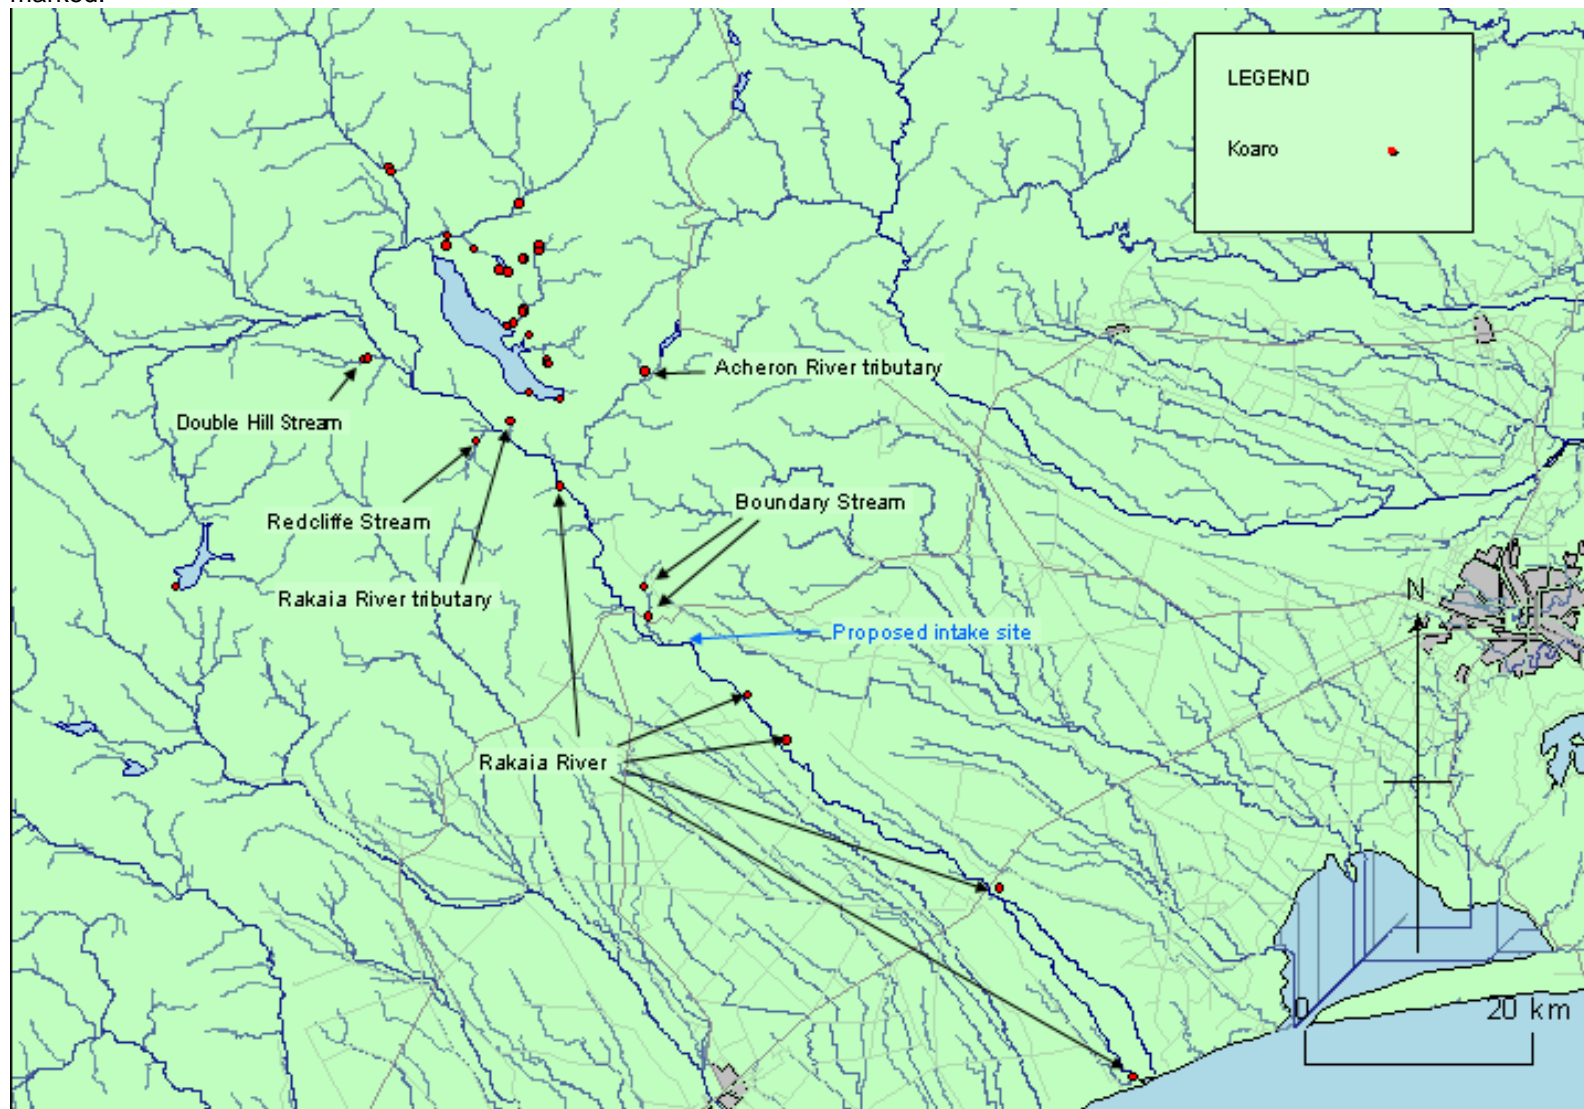 marked.
LEGEND
Koaro
Acheron River tributary
Double Hill Stream
Redcliffe Stream
Boundary Stream
Rakaia River tributary
N
Proposed intake site
Rakaia River
0 20 km